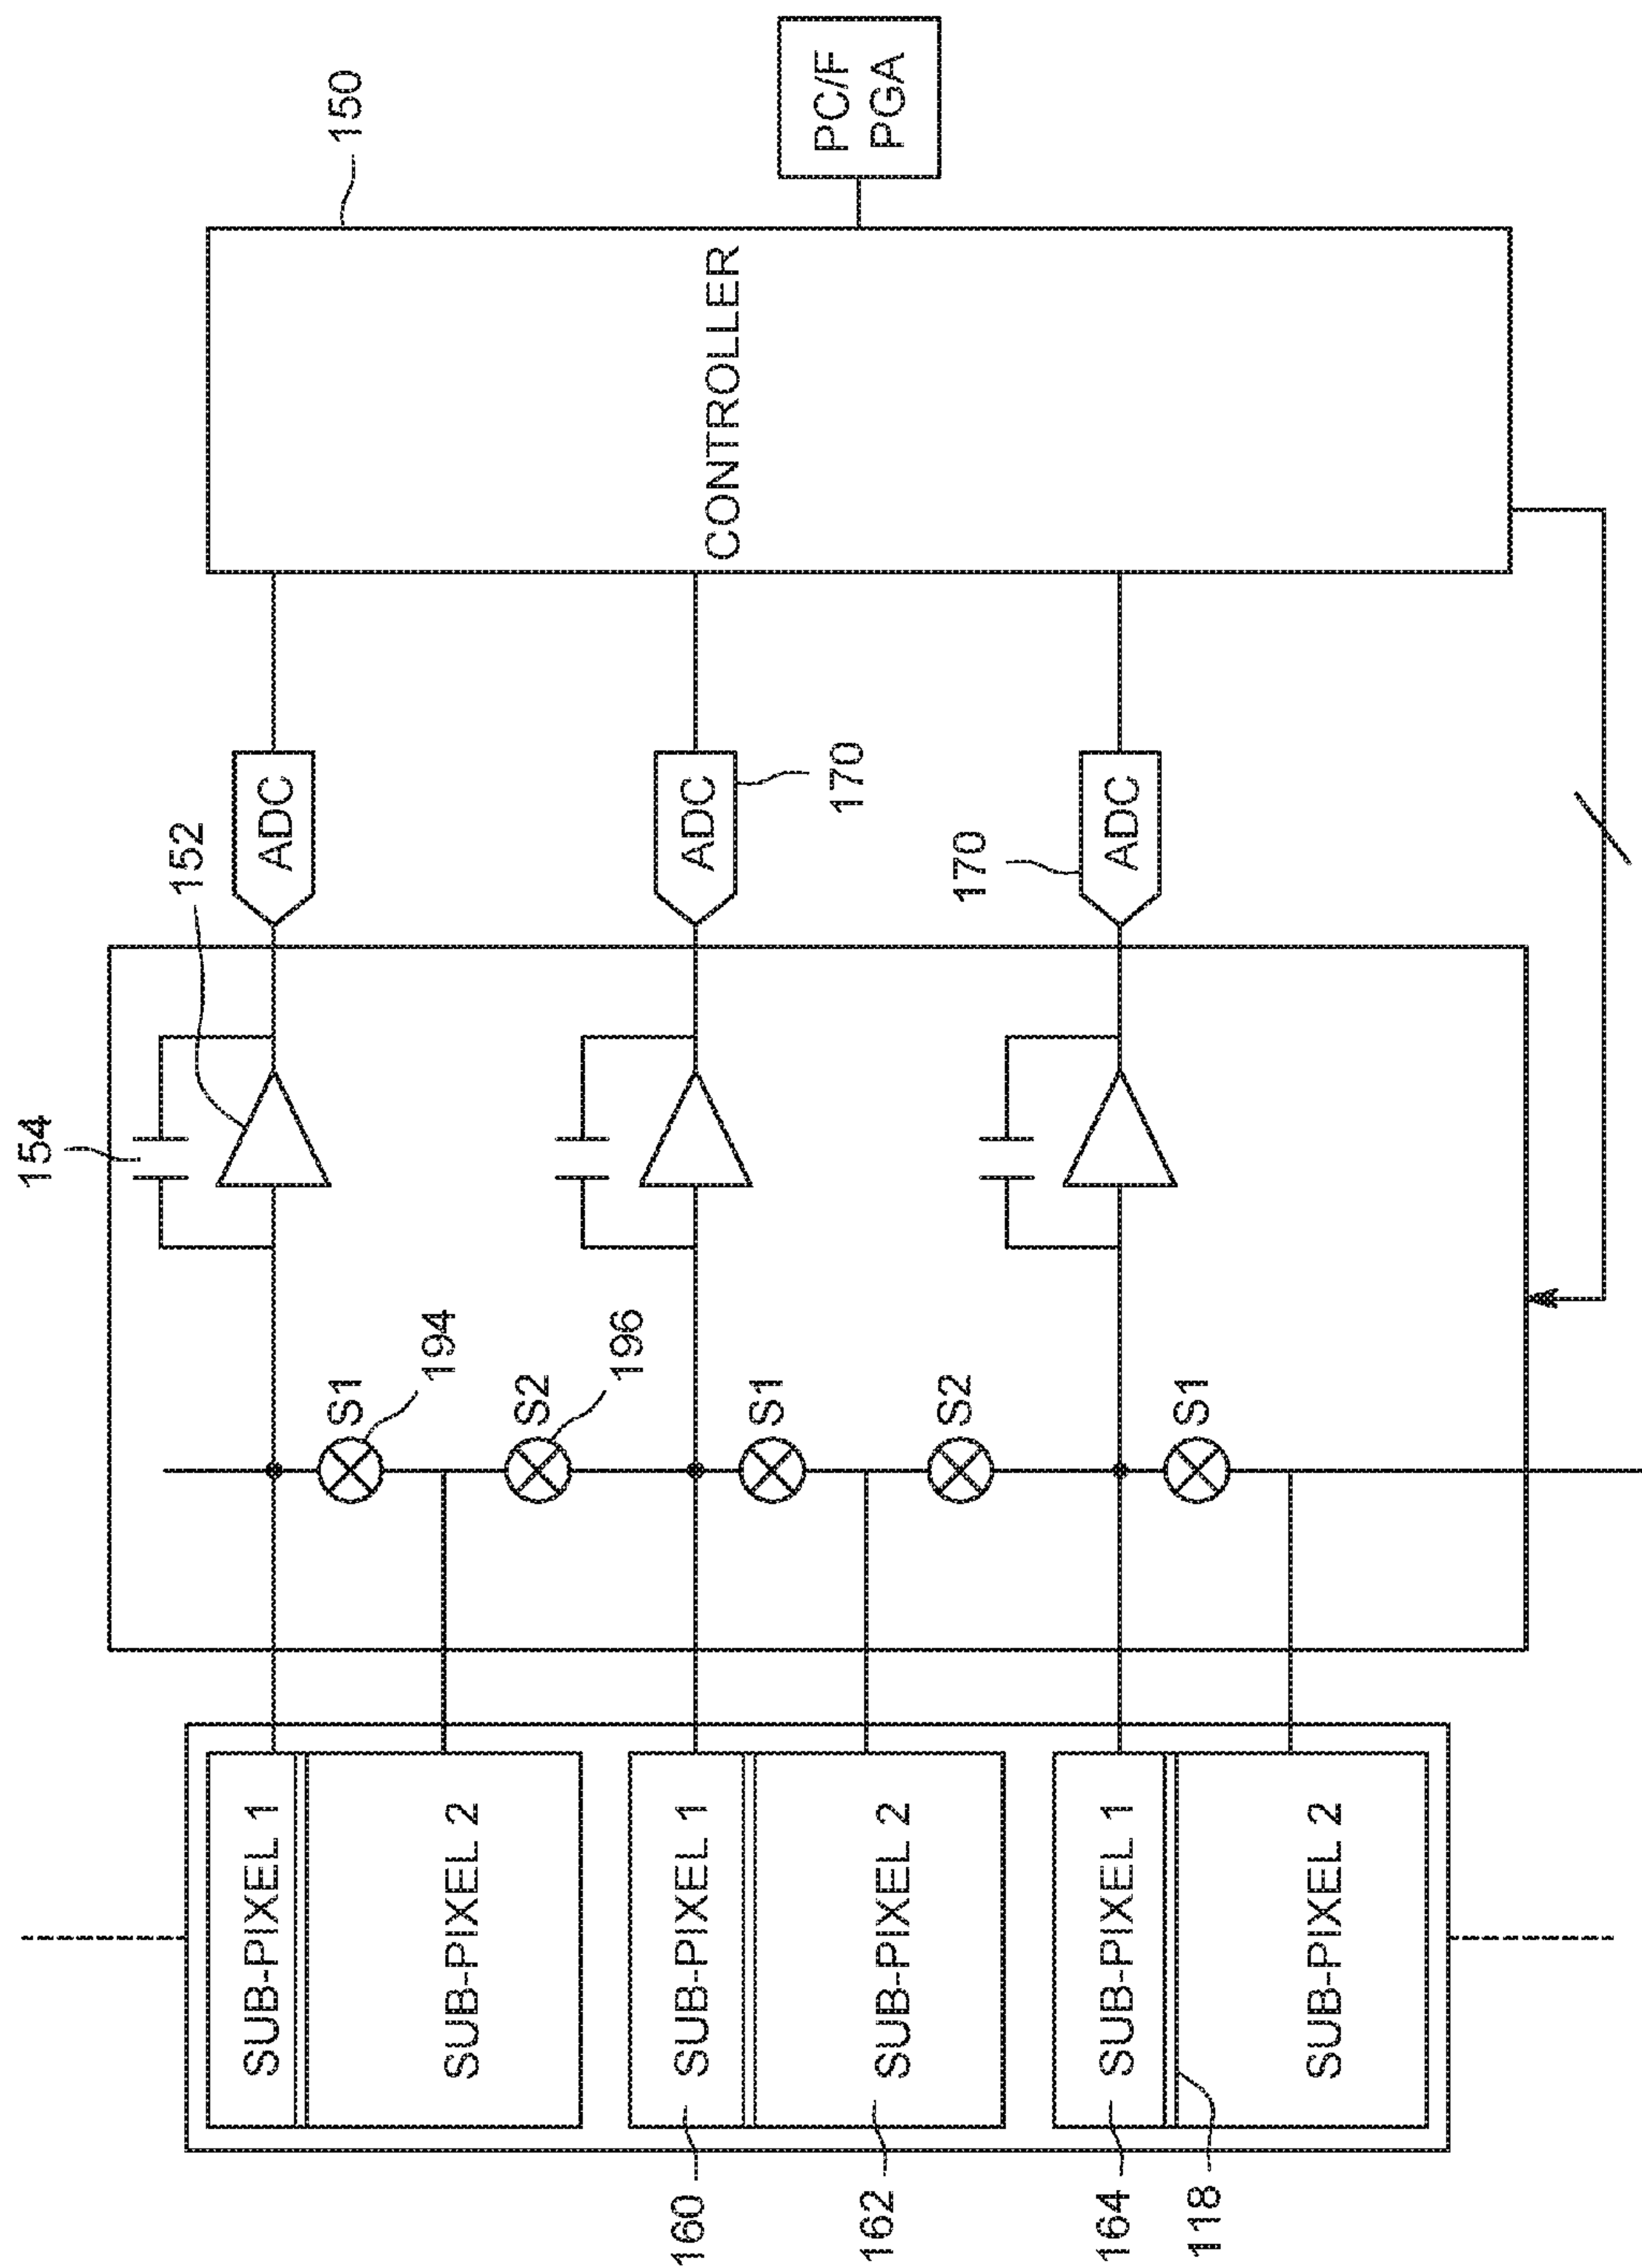 154
152
150
SUB-PIXEL 1
ADC
S1
194
SUB-PIXEL 2
S2
196
160
SUB-PIXEL 1
ADC
CONTROLLER
S1
PC/F
PGA
170
162
SUB-PIXEL 2
S2
170
164
SUB-PIXEL 1
ADC
S1
118
SUB-PIXEL 2